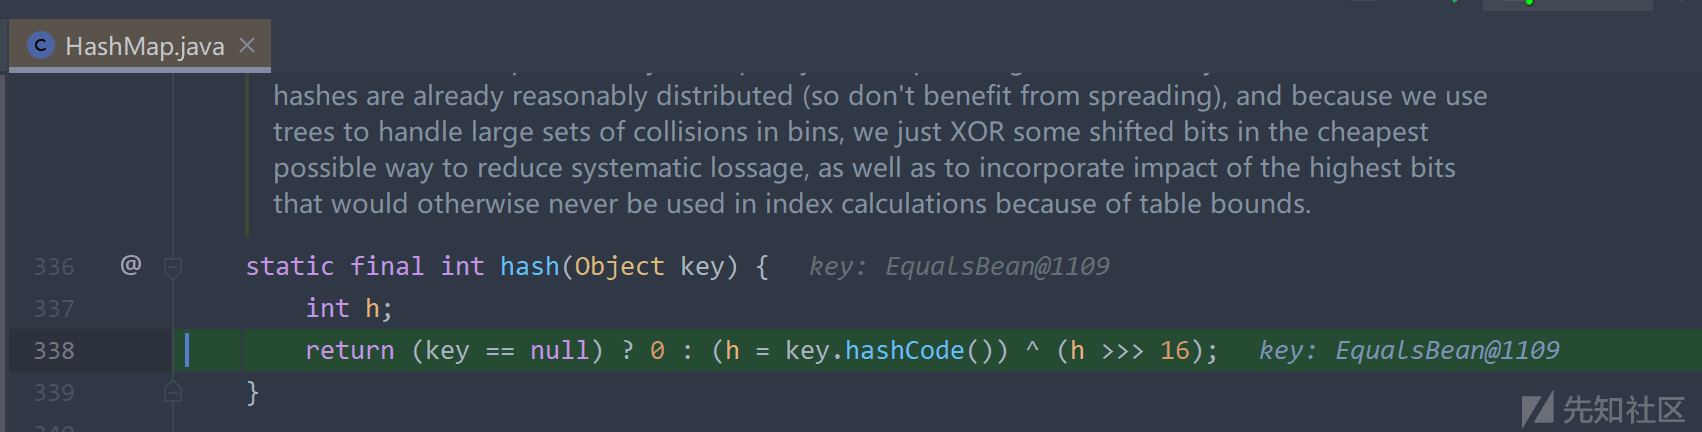 HashMap.java
hashes are already reasonably distributed (so don't benefit from spreading), and because we use
trees to handle large sets of collisions in bins, we just XOR some shifted bits in the cheapest
possible way to reduce systematic lossage, as well as to incorporate impact of the highest bits
that would otherwise never be used in index calculations because of table bounds.
336 @ static final int hash(Object key) { key: EqualsBean@1109
337 int h;
338 return (key == null) ? 0 : (h = key.hashCode()) ^ (h >>> 16); key: EqualsBean@1109
339 }
先知社区